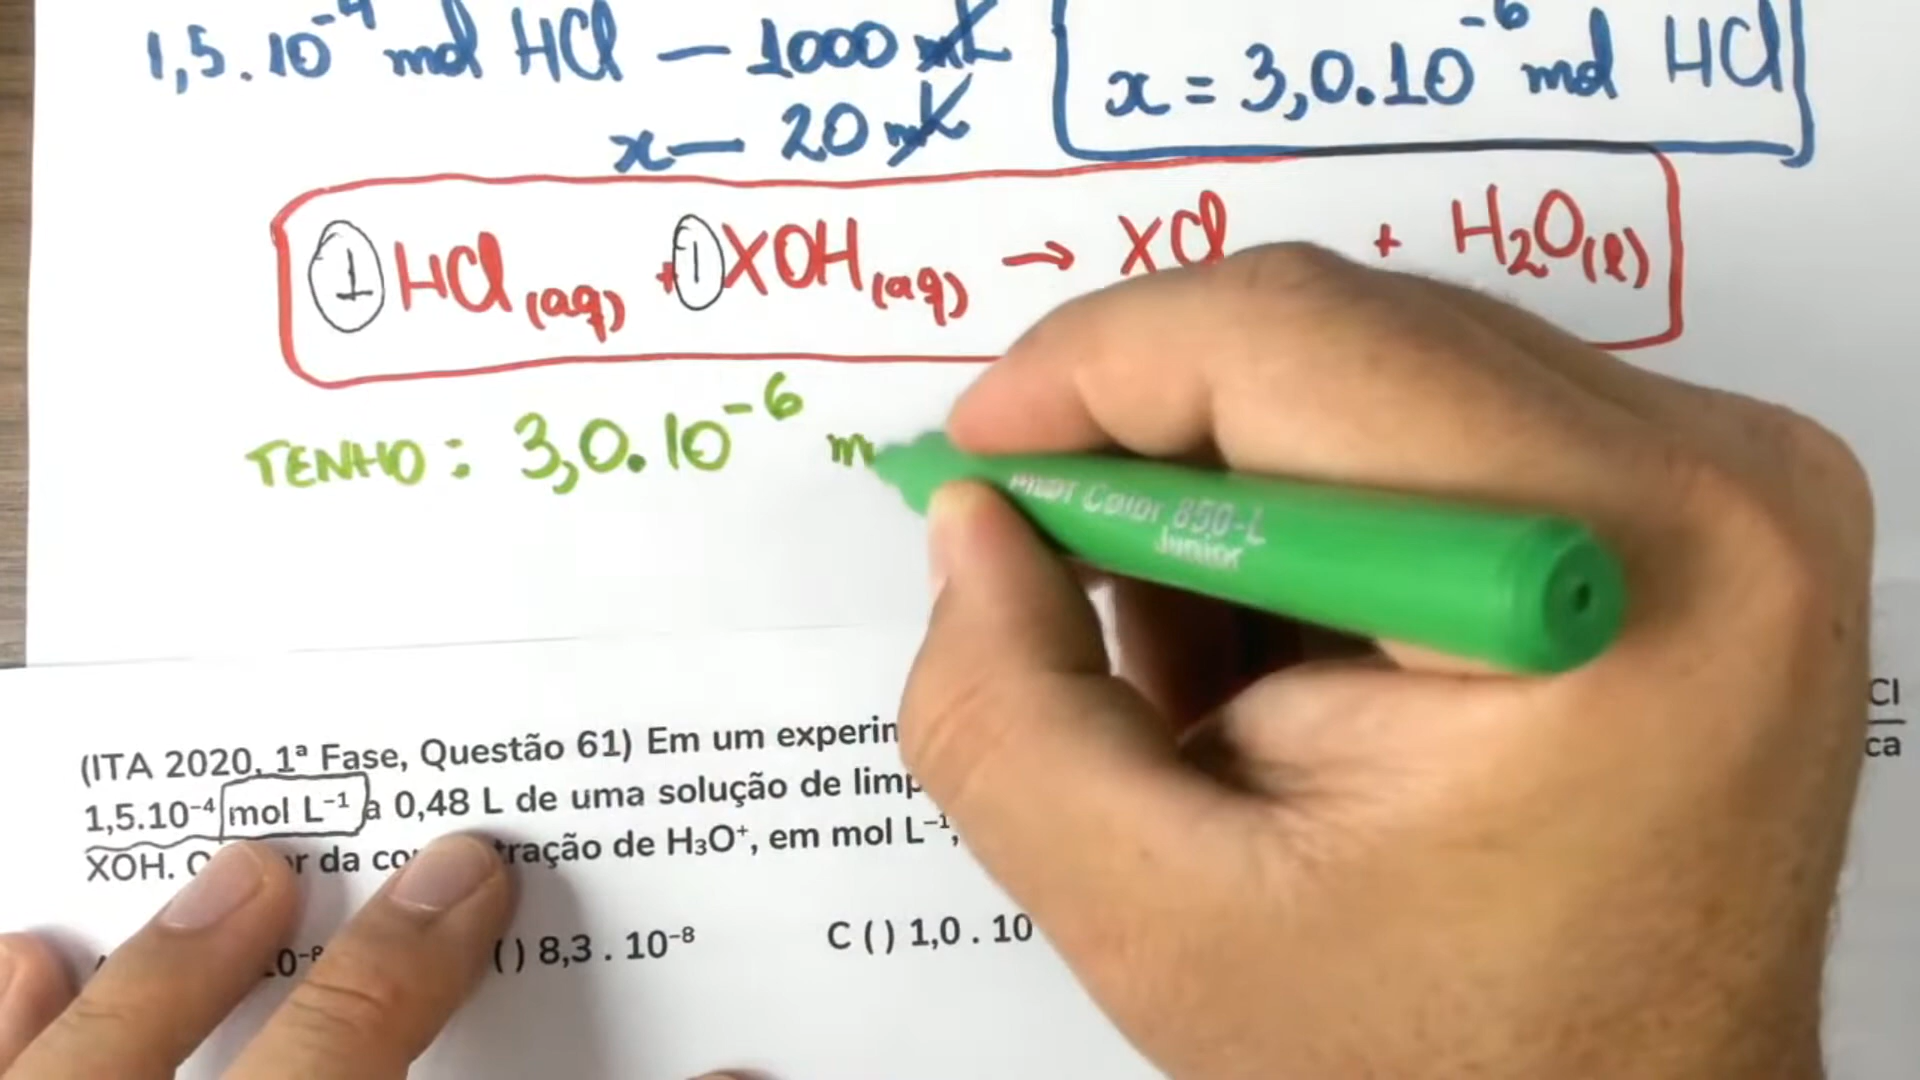 1,5.10⁻⁴ mol HCl — 1000 mL
x = 3,0.10⁻⁶ mol HCl
x — 20 mL
1 HCl(aq) + 1 XOH(aq) → XCl + H₂O(l)
TENHO: 3,0.10⁻⁶ m
PILOT Color 850-L
Junior
(ITA 2020, 1ª Fase, Questão 61) Em um
Cl
1,5.10⁻⁴ mol L⁻¹ a 0,48 L de uma solução de
ca
XOH. da de H₃O⁺, em mol L⁻¹,
( ) 8,3 . 10⁻⁸ C ( ) 1,0 . 10